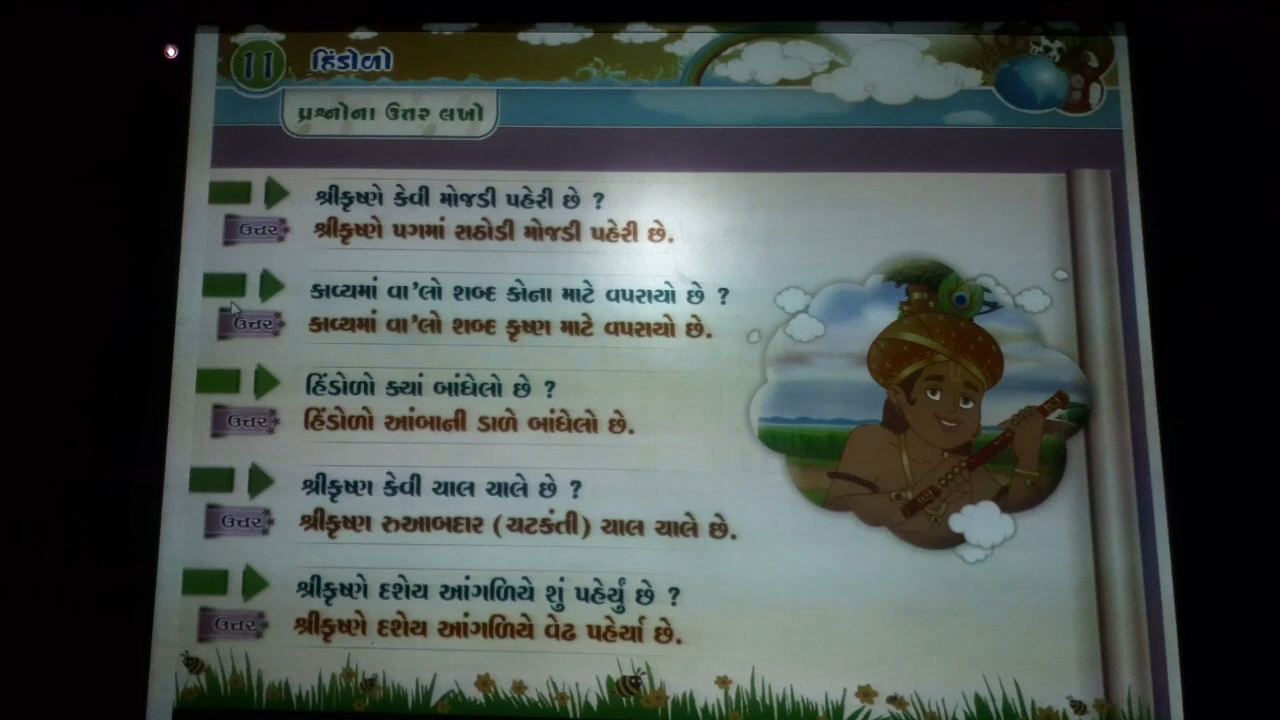 11 હિંડોળો
પ્રશ્નોના ઉત્તર લખો
શ્રીકૃષ્ણે કેવી મોજડી પહેરી છે ?
ઉત્તર શ્રીકૃષ્ણે પગમાં રાઠોડી મોજડી પહેરી છે.
કાવ્યમાં વા'લો શબ્દ કોના માટે વપરાયો છે ?
ઉત્તર કાવ્યમાં વા'લો શબ્દ કૃષ્ણ માટે વપરાયો છે.
હિંડોળો ક્યાં બાંધેલો છે ?
ઉત્તર હિંડોળો આંબાની ડાળે બાંધેલો છે.
શ્રીકૃષ્ણ કેવી ચાલ ચાલે છે ?
ઉત્તર શ્રીકૃષ્ણ રુઆબદાર (ચટકંતી) ચાલ ચાલે છે.
શ્રીકૃષ્ણે દશેય આંગળિયે શું પહેર્યું છે ?
ઉત્તર શ્રીકૃષ્ણે દશેય આંગળિયે વેઢ પહેર્યા છે.